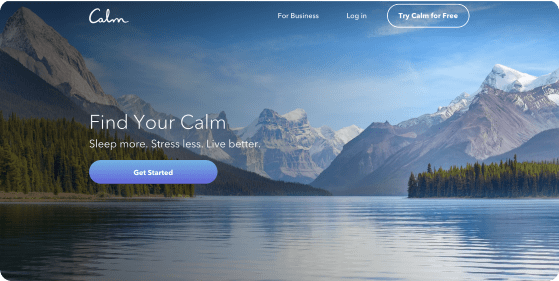 Calm
For Business
Log in
Try Calm for Free
Find Your Calm
Sleep more. Stress less. Live better.
Get Started